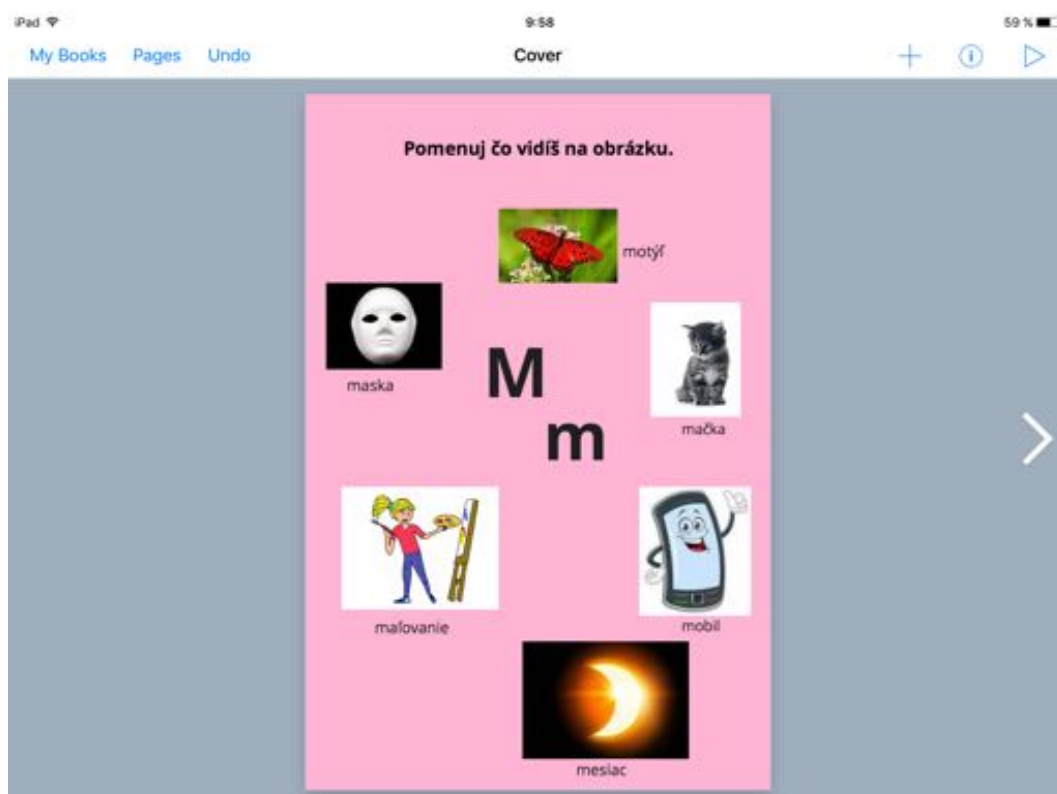 iPad 9:58 59 %
My Books Pages Undo Cover
Pomenuj čo vidíš na obrázku.
motýľ
maska
M
m
mačka
maľovanie
mobil
mesiac